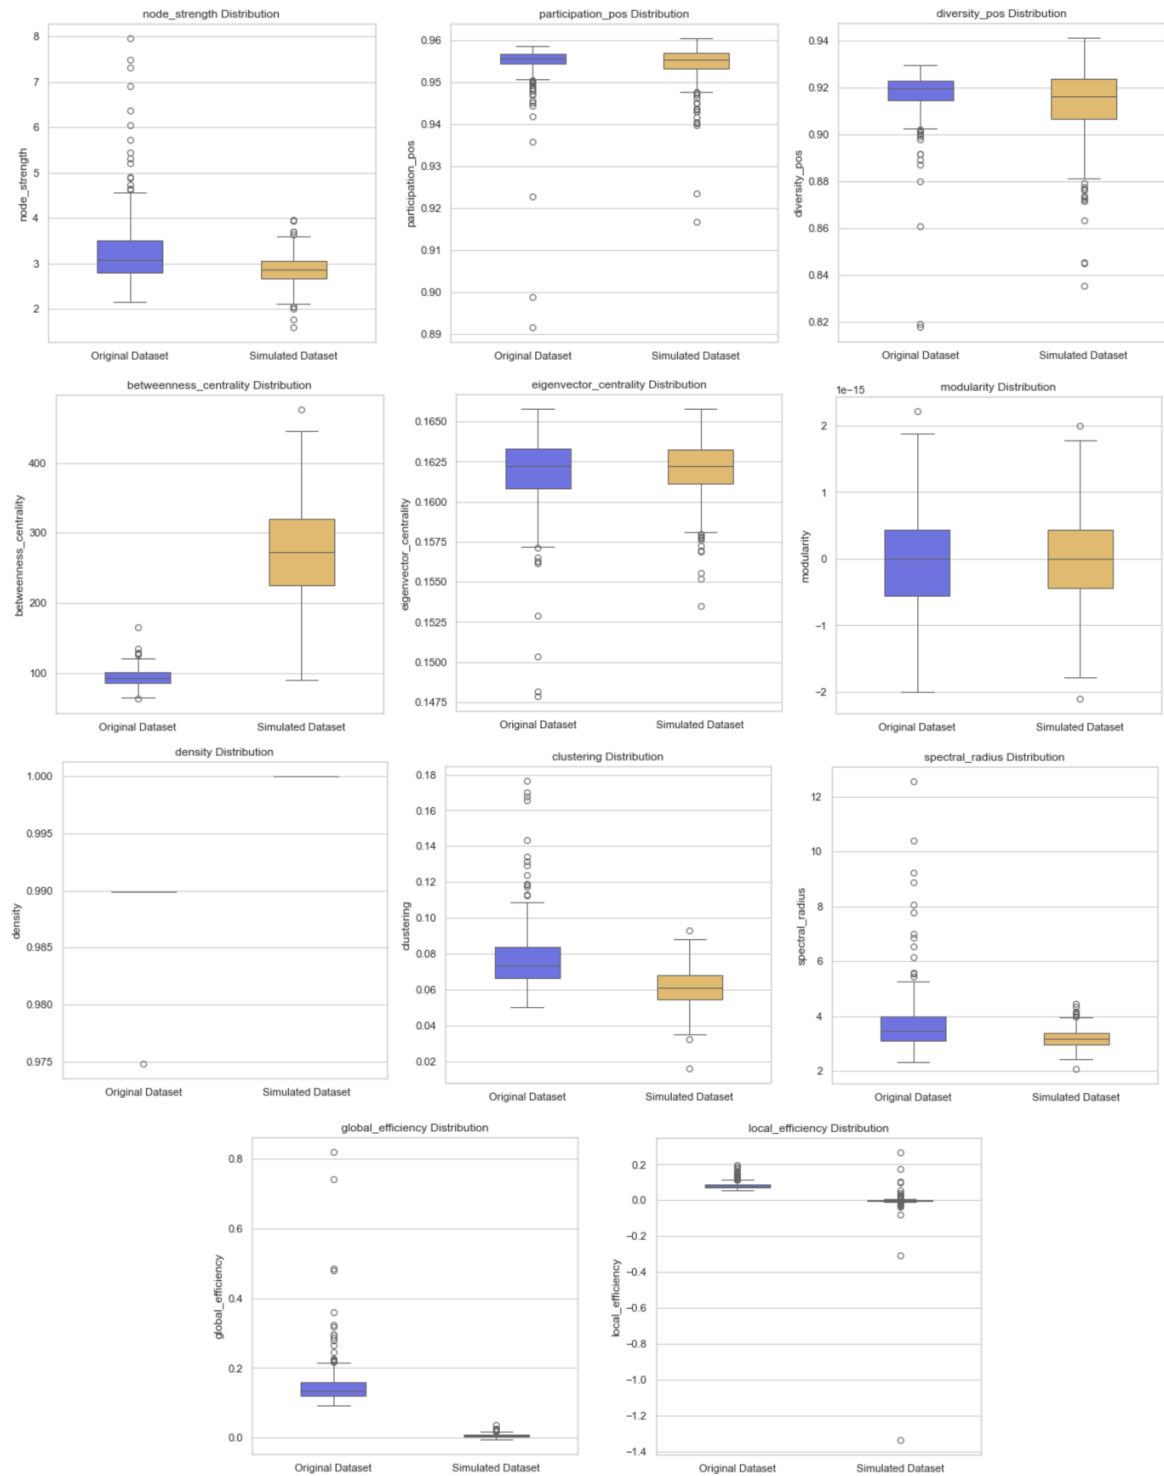 node_strength Distribution
8
7
6
5
4
3
2
node_strength
Original Dataset
Simulated Dataset
participation_pos Distribution
0.96
0.95
0.94
0.93
0.92
0.91
0.90
0.89
participation_pos
Original Dataset
Simulated Dataset
diversity_pos Distribution
0.94
0.92
0.90
0.88
0.86
0.84
0.82
diversity_pos
Original Dataset
Simulated Dataset
betweenness_centrality Distribution
400
300
200
100
betweenness_centrality
Original Dataset
Simulated Dataset
eigenvector_centrality Distribution
0.1650
0.1625
0.1600
0.1575
0.1550
0.1525
0.1500
0.1475
eigenvector_centrality
Original Dataset
Simulated Dataset
modularity Distribution
1e−15
2
1
0
−1
−2
modularity
Original Dataset
Simulated Dataset
density Distribution
1.000
0.995
0.990
0.985
0.980
0.975
density
Original Dataset
Simulated Dataset
clustering Distribution
0.18
0.16
0.14
0.12
0.10
0.08
0.06
0.04
0.02
clustering
Original Dataset
Simulated Dataset
spectral_radius Distribution
12
10
8
6
4
2
spectral_radius
Original Dataset
Simulated Dataset
global_efficiency Distribution
0.8
0.6
0.4
0.2
0.0
global_efficiency
Original Dataset
Simulated Dataset
local_efficiency Distribution
0.2
0.0
−0.2
−0.4
−0.6
−0.8
−1.0
−1.2
−1.4
local_efficiency
Original Dataset
Simulated Dataset